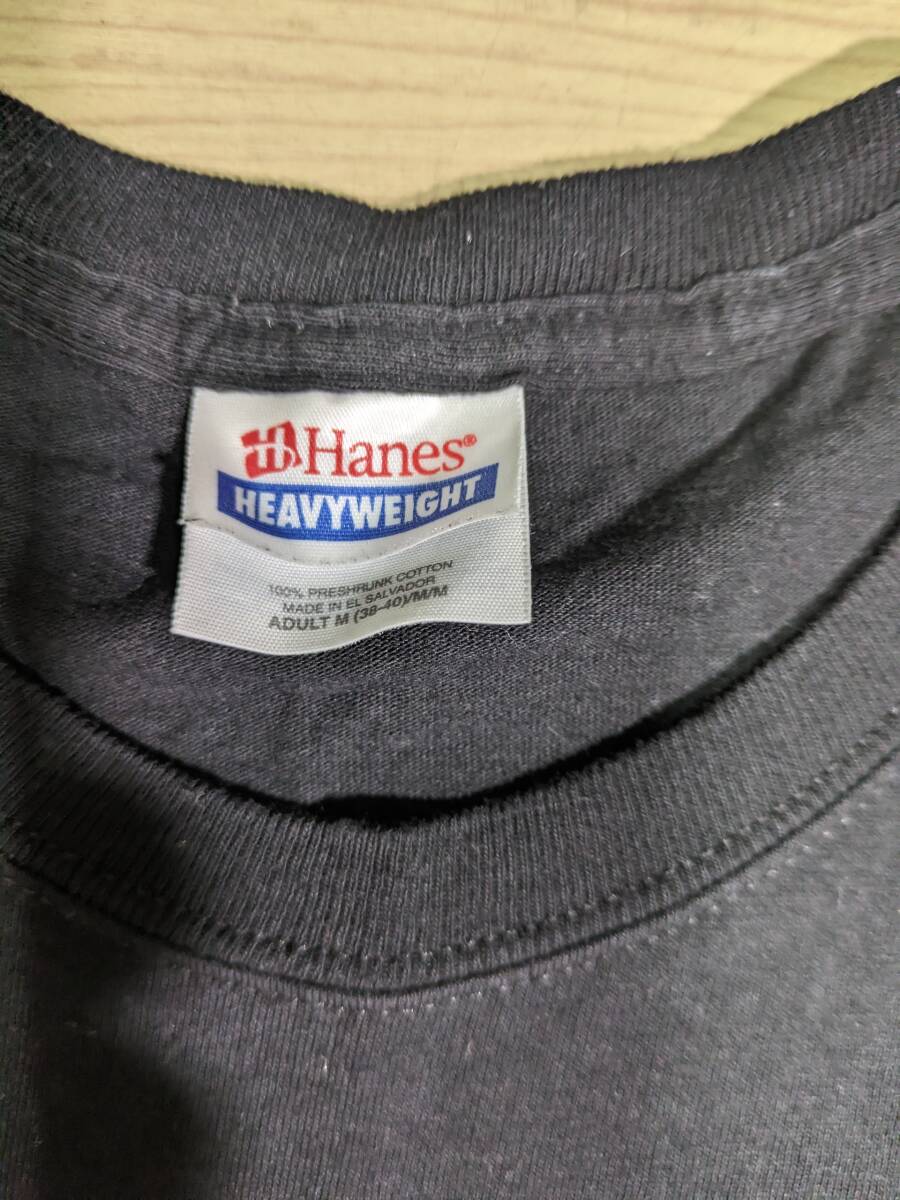 Hanes®
HEAVYWEIGHT
100% PRESHRUNK COTTON
MADE IN EL SALVADOR
ADULT M (38-40)/M/M